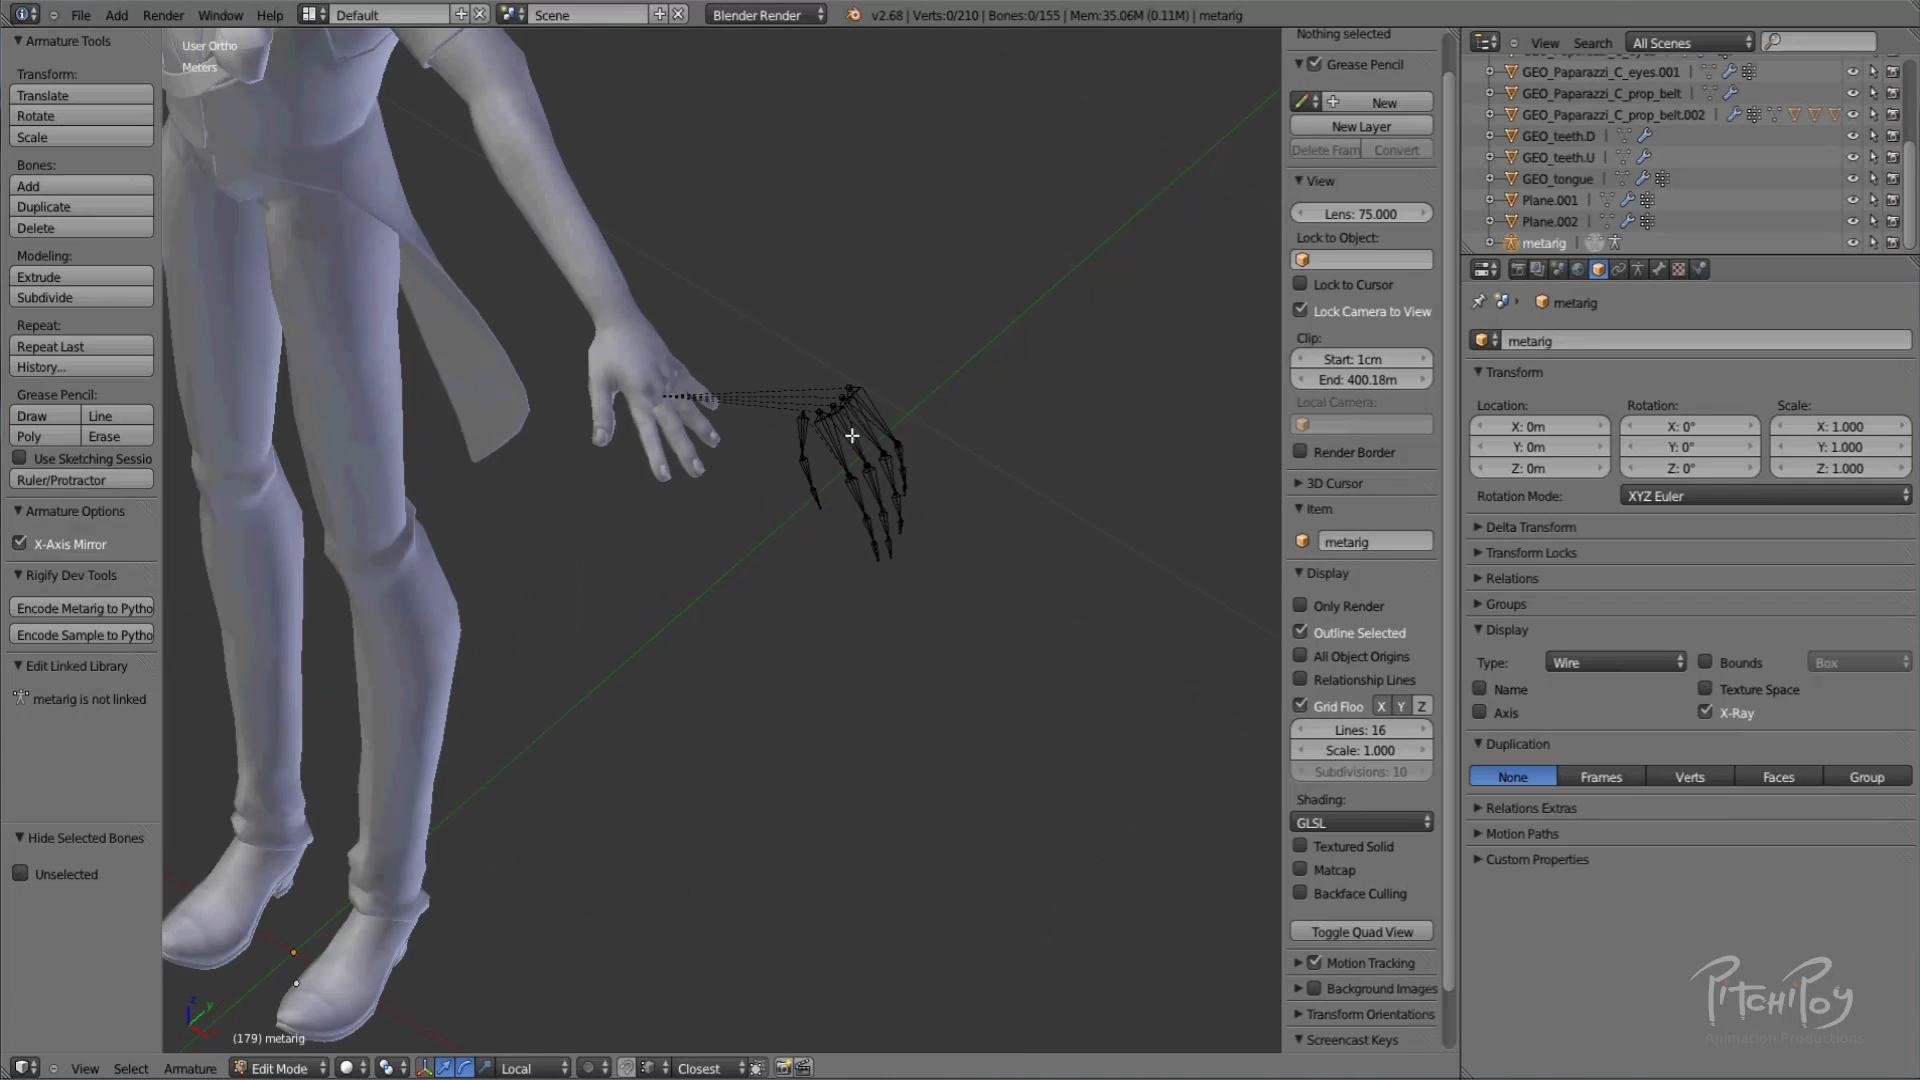 File Add Render Window Help Default Scene Blender Render v2.68 | Verts:0/210 | Bones:0/155 | Mem:35.06M (0.11M) | metarig
Armature Tools
Transform:
Translate
Rotate
Scale
Bones:
Add
Duplicate
Delete
Modeling:
Extrude
Subdivide
Repeat:
Repeat Last
History...
Grease Pencil:
Draw Line
Poly Erase
Use Sketching Sessio
Ruler/Protractor
Armature Options
X-Axis Mirror
Rigify Dev Tools
Encode Metarig to Pytho
Encode Sample to Pytho
Edit Linked Library
metarig is not linked
Hide Selected Bones
Unselected
User Ortho
Meters
z
y
x
(179) metarig
View Select Armature Edit Mode Local Closest
Nothing selected
Grease Pencil
New
New Layer
Delete Fram Convert
View
Lens: 75.000
Lock to Object:
Lock to Cursor
Lock Camera to View
Clip:
Start: 1cm
End: 400.18m
Local Camera:
Render Border
3D Cursor
Item
metarig
Display
Only Render
Outline Selected
All Object Origins
Relationship Lines
Grid Floo X Y Z
Lines: 16
Scale: 1.000
Subdivisions: 10
Shading:
GLSL
Textured Solid
Matcap
Backface Culling
Toggle Quad View
Motion Tracking
Background Images
Transform Orientations
Screencast Keys
View Search All Scenes
GEO_Paparazzi_C_eyes.001
GEO_Paparazzi_C_prop_belt
GEO_Paparazzi_C_prop_belt.002
GEO_teeth.D
GEO_teeth.U
GEO_tongue
Plane.001
Plane.002
metarig
metarig
metarig
Transform
Location: Rotation: Scale:
X: 0m X: 0° X: 1.000
Y: 0m Y: 0° Y: 1.000
Z: 0m Z: 0° Z: 1.000
Rotation Mode: XYZ Euler
Delta Transform
Transform Locks
Relations
Groups
Display
Type: Wire Bounds Box
Name Texture Space
Axis X-Ray
Duplication
None Frames Verts Faces Group
Relations Extras
Motion Paths
Custom Properties
PitchiPoy
Animation Productions